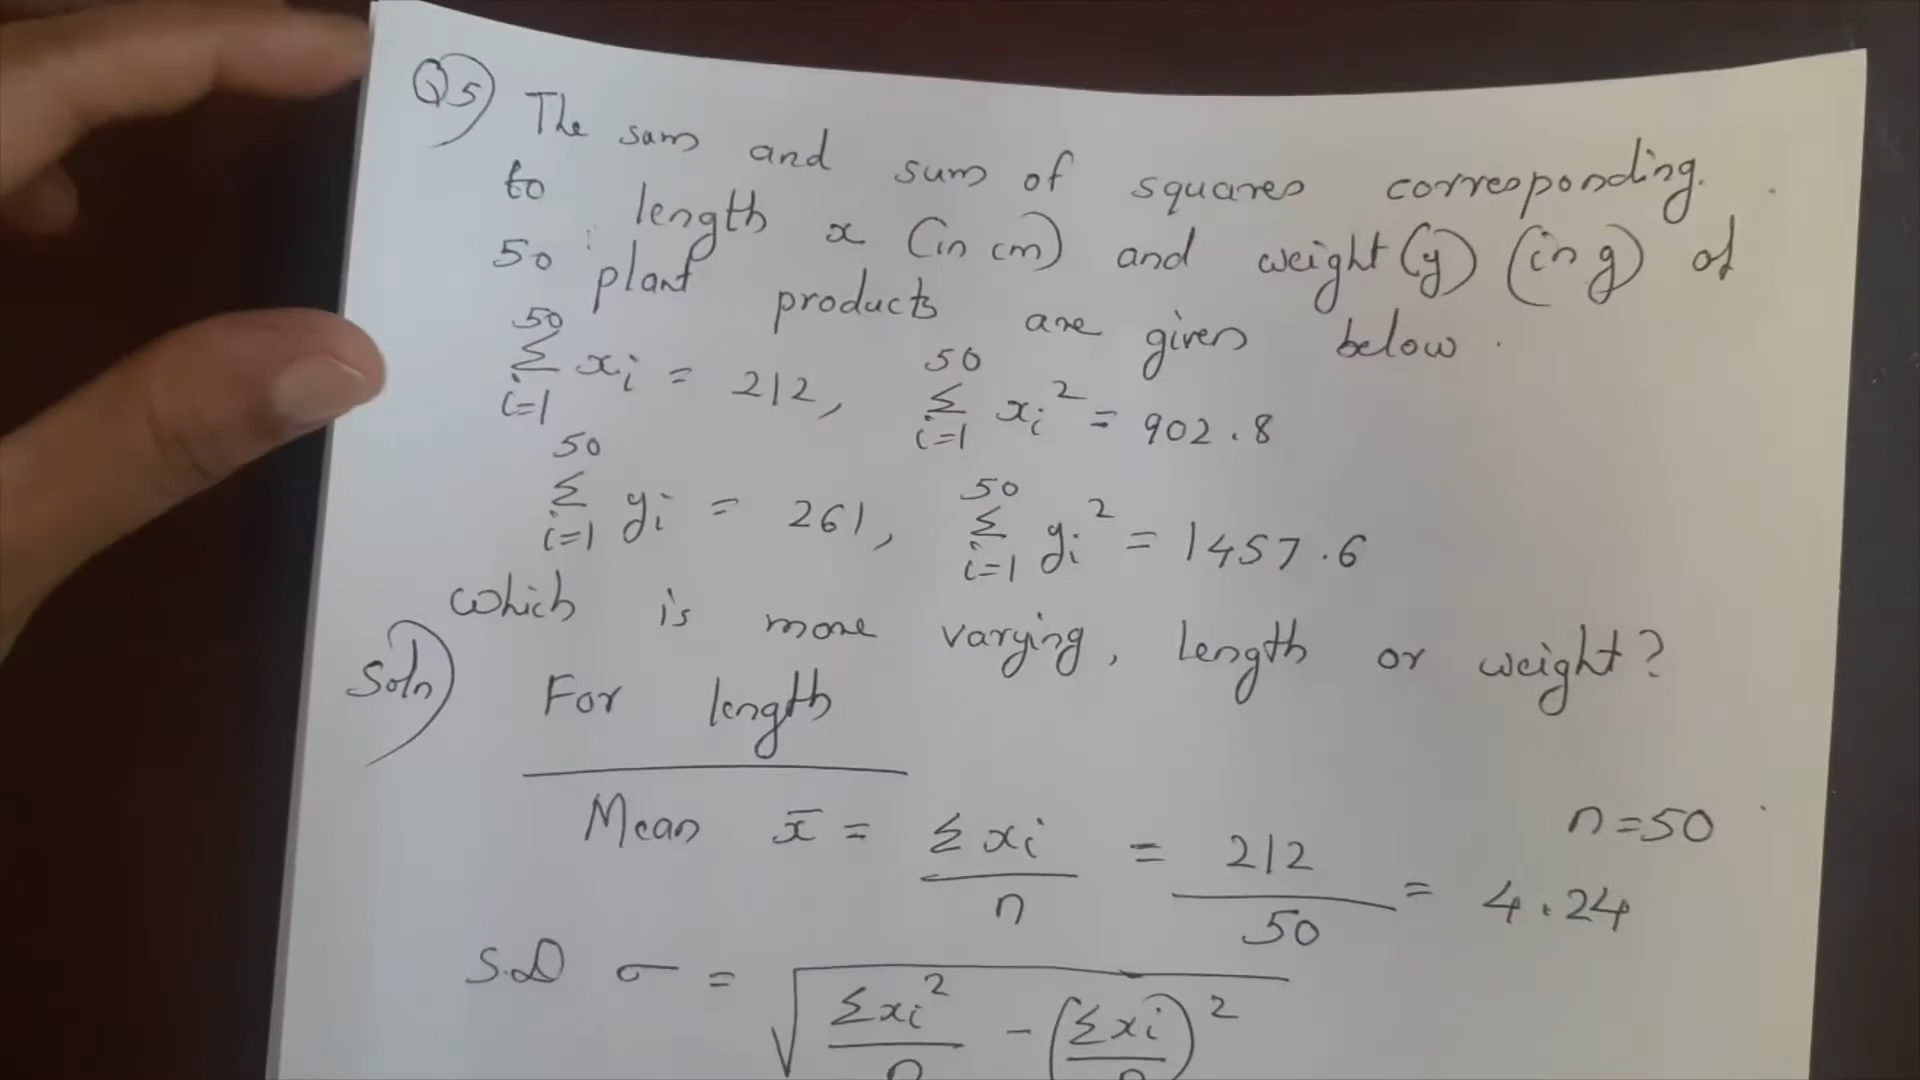 Q5) The sum and sum of squares corresponding
to length x (in cm) and weight (y) (in g) of
50 plant products are given below.
50 50
Σ xi = 212, Σ xi² = 902.8
i=1 i=1
50 50
Σ yi = 261, Σ yi² = 1457.6
i=1 i=1
which is more varying, length or weight?
Soln) For length
Mean x̄ = Σxi / n = 212 / 50 = 4.24 n=50
S.D σ = √(Σxi² / n - (Σxi / n)²)